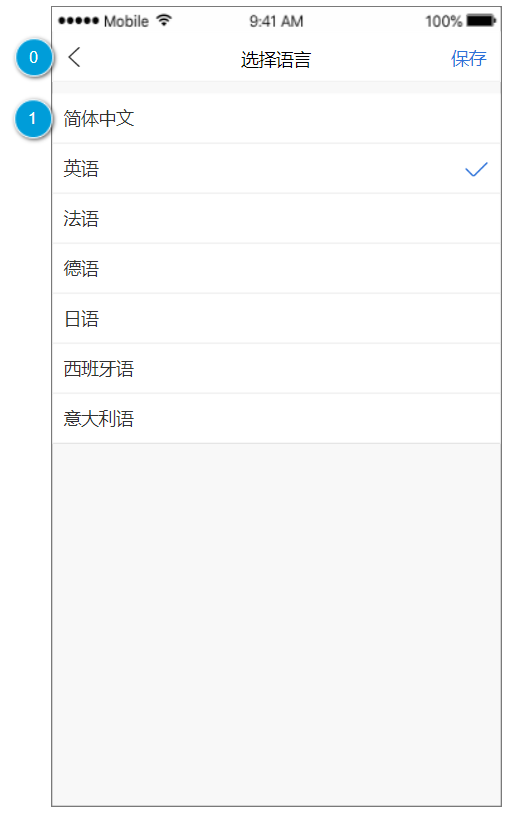 Mobile 9:41 AM 100%
0 选择语言 保存
1 简体中文
英语
法语
德语
日语
西班牙语
意大利语